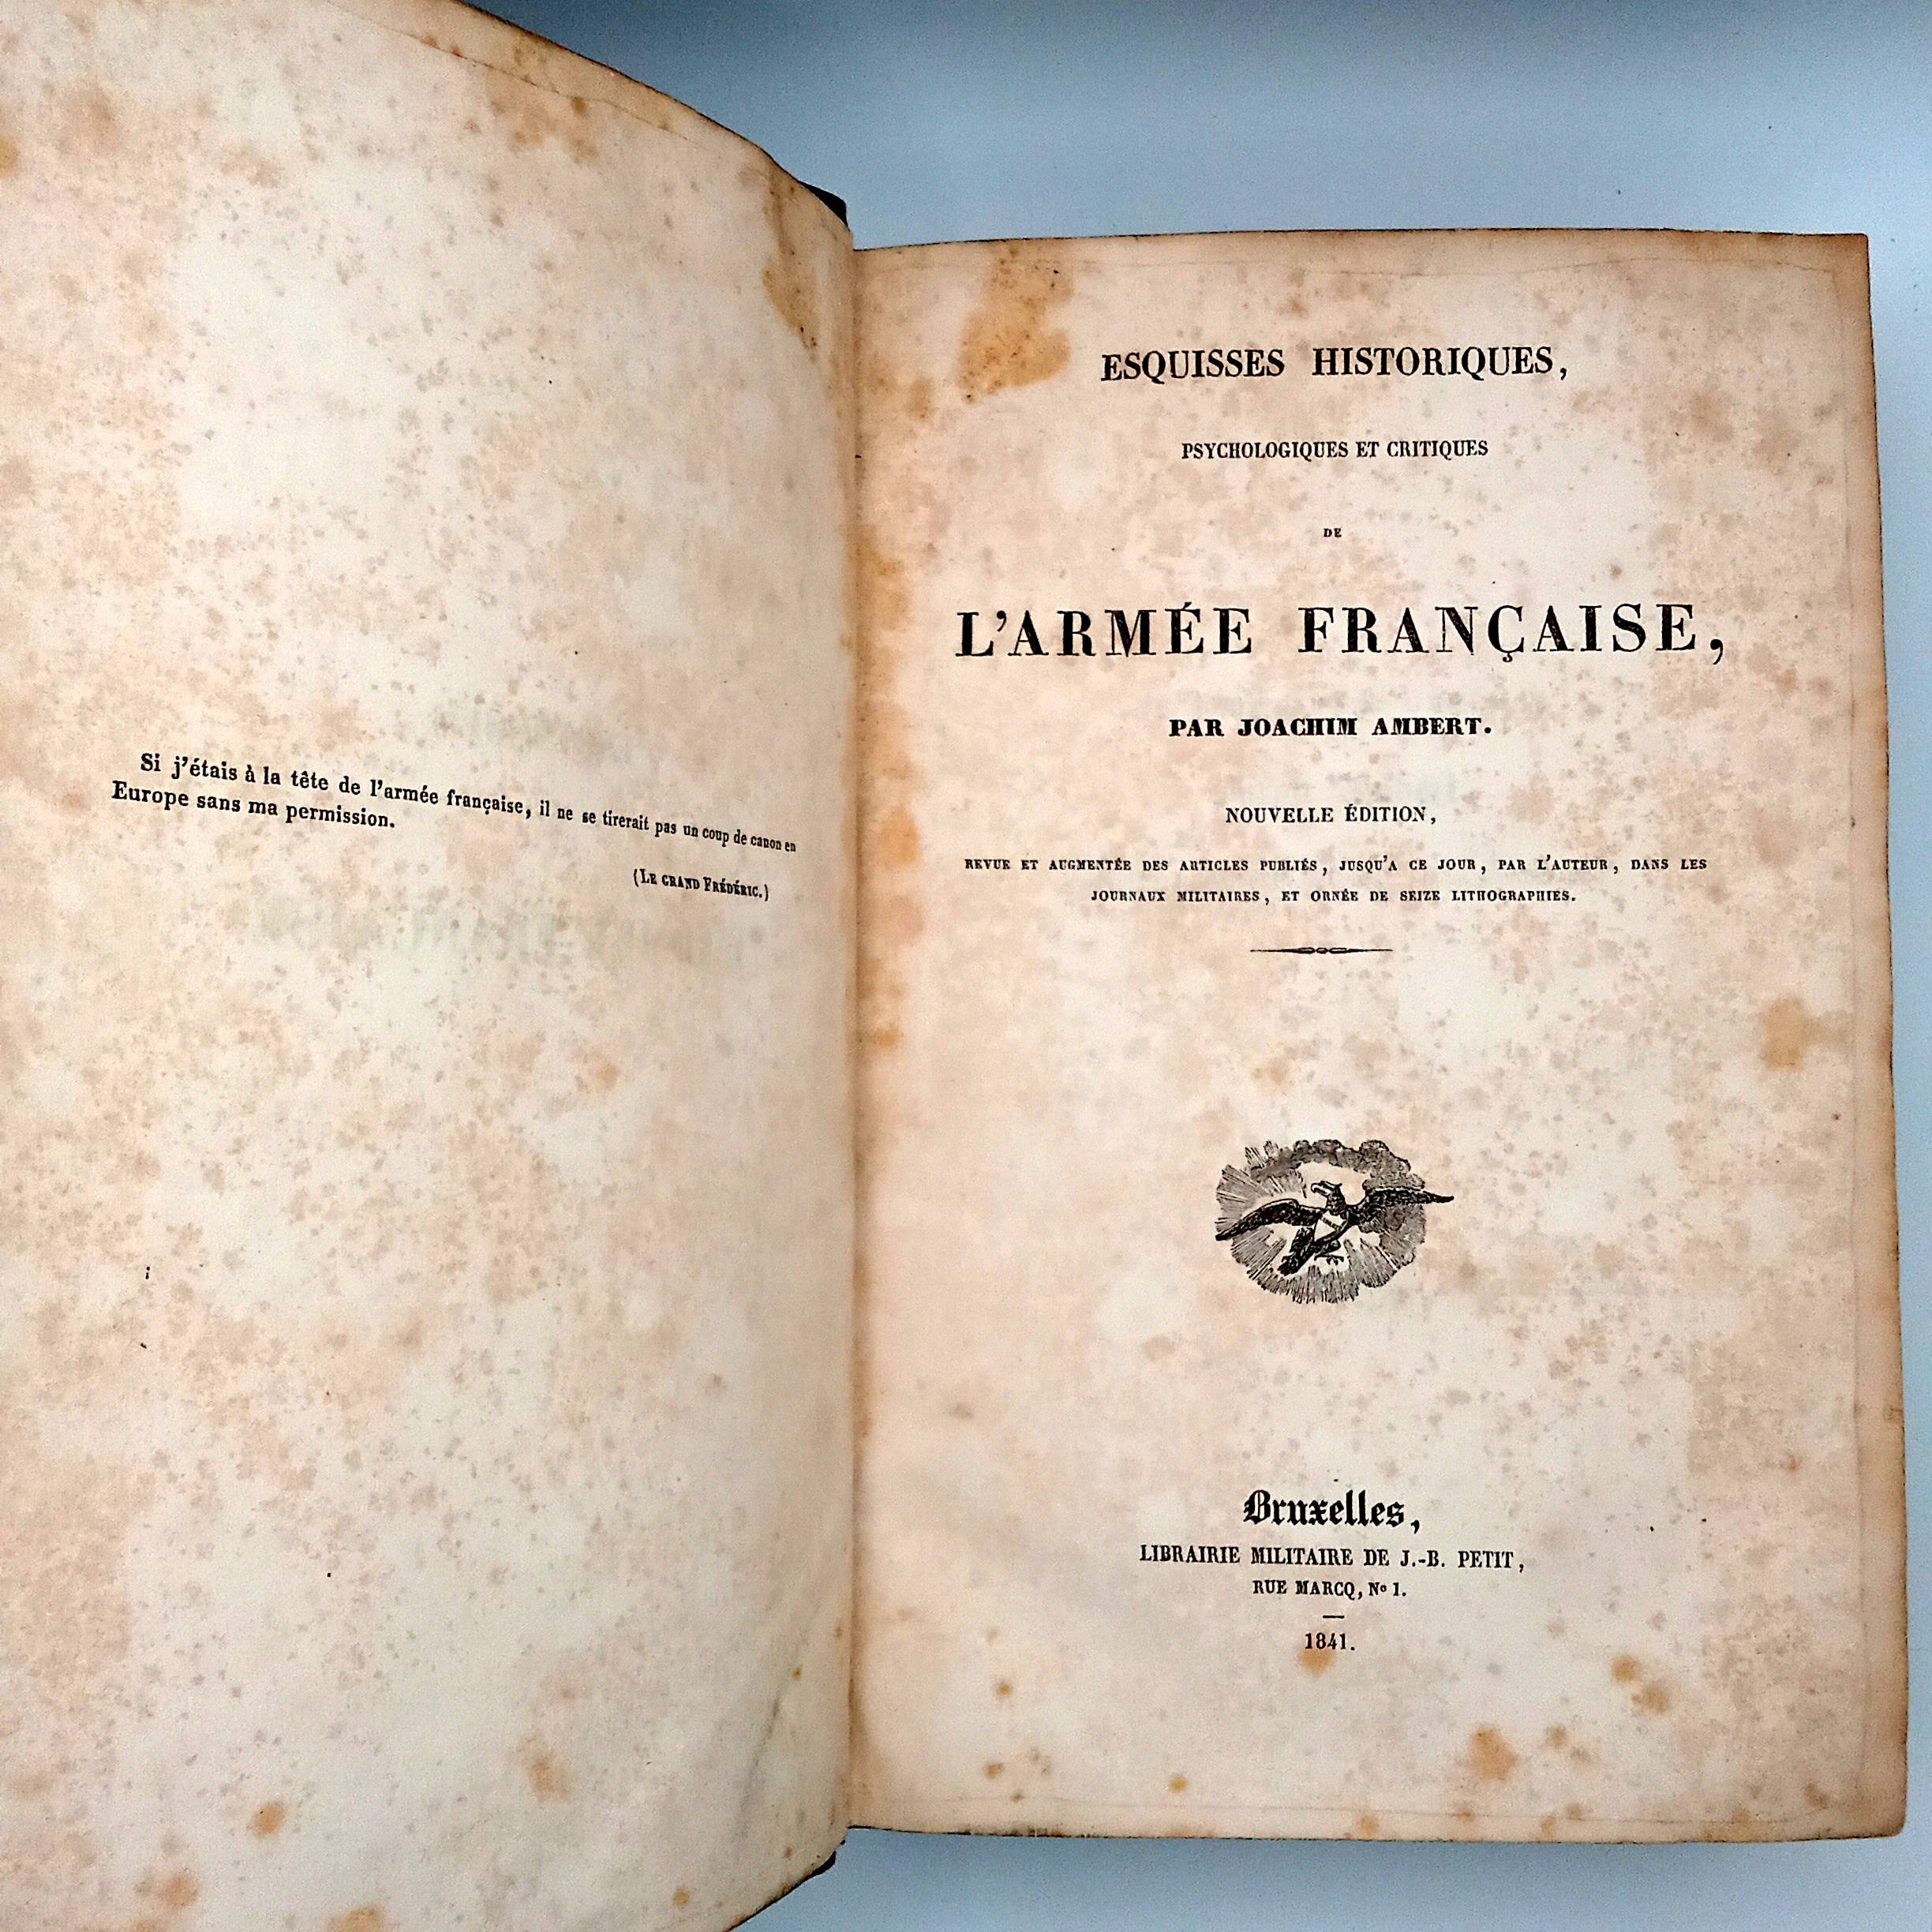 Si j'étais à la tête de l'armée française, il ne se tirerait pas un coup de canon en
Europe sans ma permission.
(LE GRAND FRÉDÉRIC.)
ESQUISSES HISTORIQUES,
PSYCHOLOGIQUES ET CRITIQUES
DE
L'ARMÉE FRANÇAISE,
PAR JOACHIM AMBERT.
NOUVELLE ÉDITION,
REVUE ET AUGMENTÉE DES ARTICLES PUBLIÉS, JUSQU'A CE JOUR, PAR L'AUTEUR, DANS LES
JOURNAUX MILITAIRES, ET ORNÉE DE SEIZE LITHOGRAPHIES.
Bruxelles,
LIBRAIRIE MILITAIRE DE J.-B. PETIT,
RUE MARCQ, No 1.
1841.